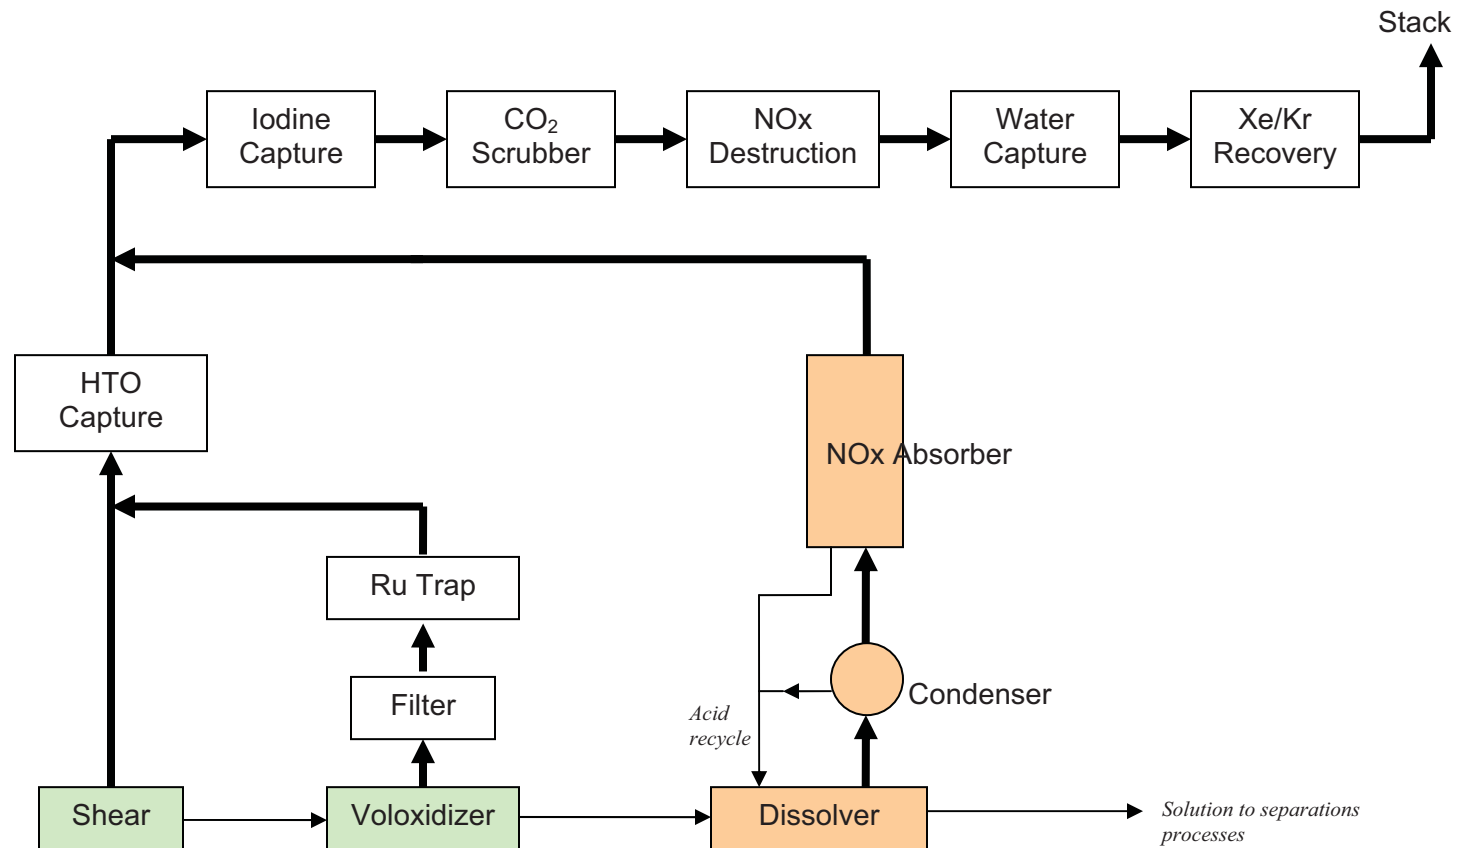 Stack
Iodine
Capture
CO₂
Scrubber
NOx
Destruction
Water
Capture
Xe/Kr
Recovery
HTO
Capture
NOx Absorber
Ru Trap
Filter
Condenser
Acid
recycle
Shear
Voloxidizer
Dissolver
Solution to separations
processes